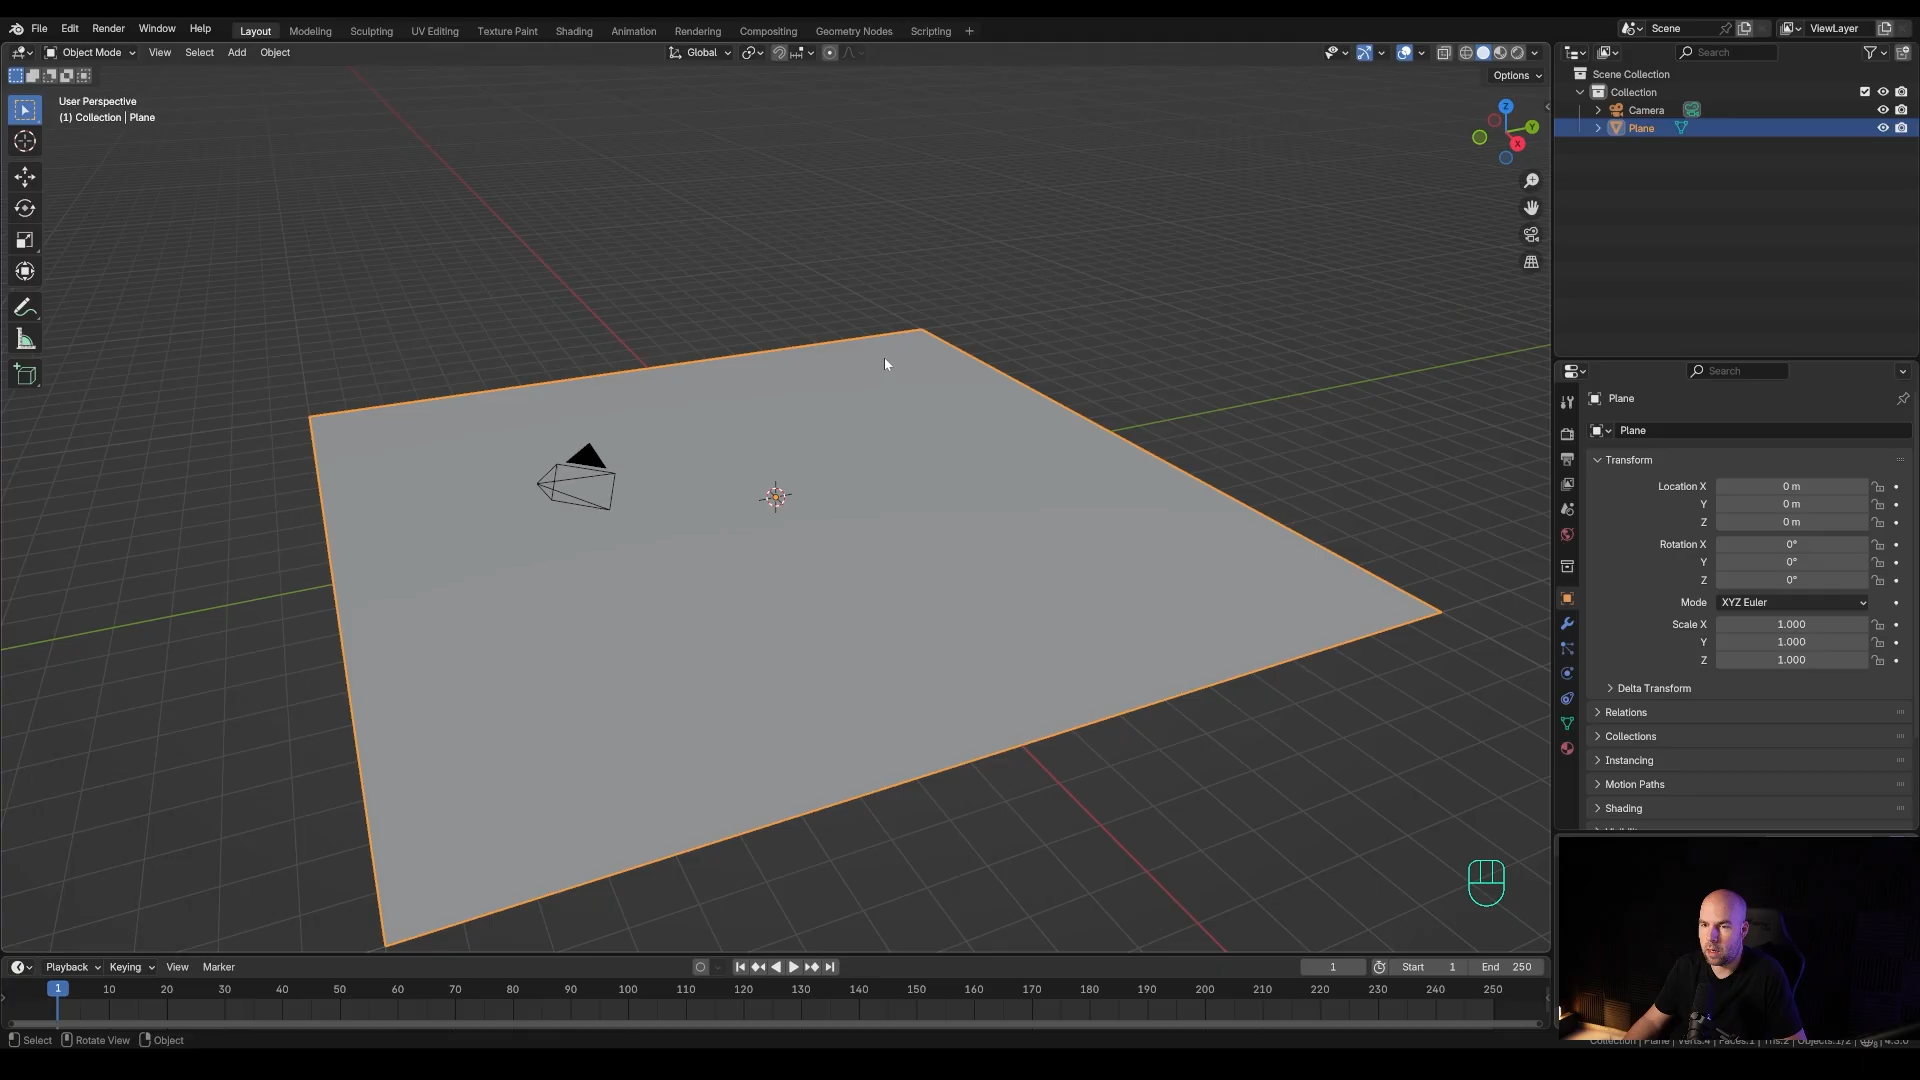 File Edit Render Window Help Layout Modeling Sculpting UV Editing Texture Paint Shading Animation Rendering Compositing Geometry Nodes Scripting + Scene ViewLayer
Object Mode View Select Add Object Global Search
Options
User Perspective
(1) Collection | Plane
Z
Y
X
Scene Collection
Collection
Camera
Plane
Search
Plane
Plane
Transform
Location X 0 m
Y 0 m
Z 0 m
Rotation X 0°
Y 0°
Z 0°
Mode XYZ Euler
Scale X 1.000
Y 1.000
Z 1.000
Delta Transform
Relations
Collections
Instancing
Motion Paths
Shading
Playback Keying View Marker 1 Start 1 End 250
1 10 20 30 40 50 60 70 80 90 100 110 120 130 140 150 160 170 180 190 200 210 220 230 240 250
Select Rotate View Object